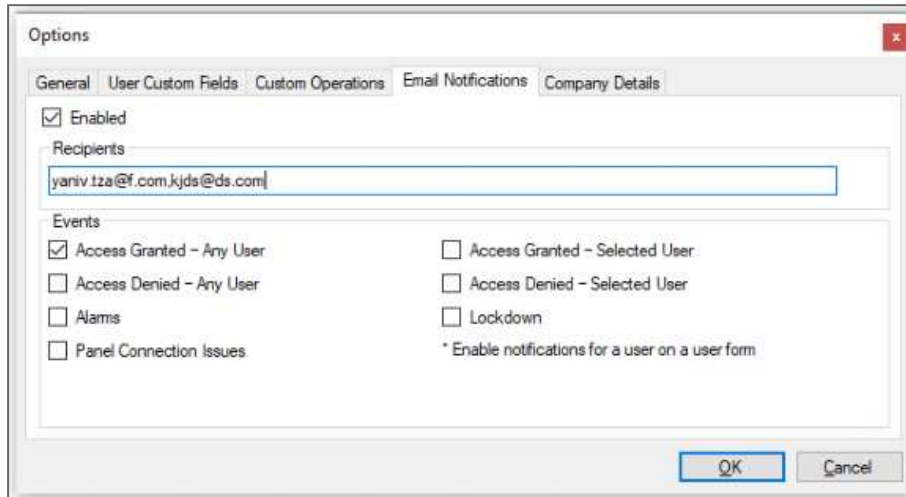 Options
x
General User Custom Fields Custom Operations Email Notifications Company Details
Enabled
Recipients
yaniv.tza@f.com,kjds@ds.com
Events
Access Granted - Any User Access Granted - Selected User
Access Denied - Any User Access Denied - Selected User
Alarms Lockdown
Panel Connection Issues * Enable notifications for a user on a user form
OK Cancel